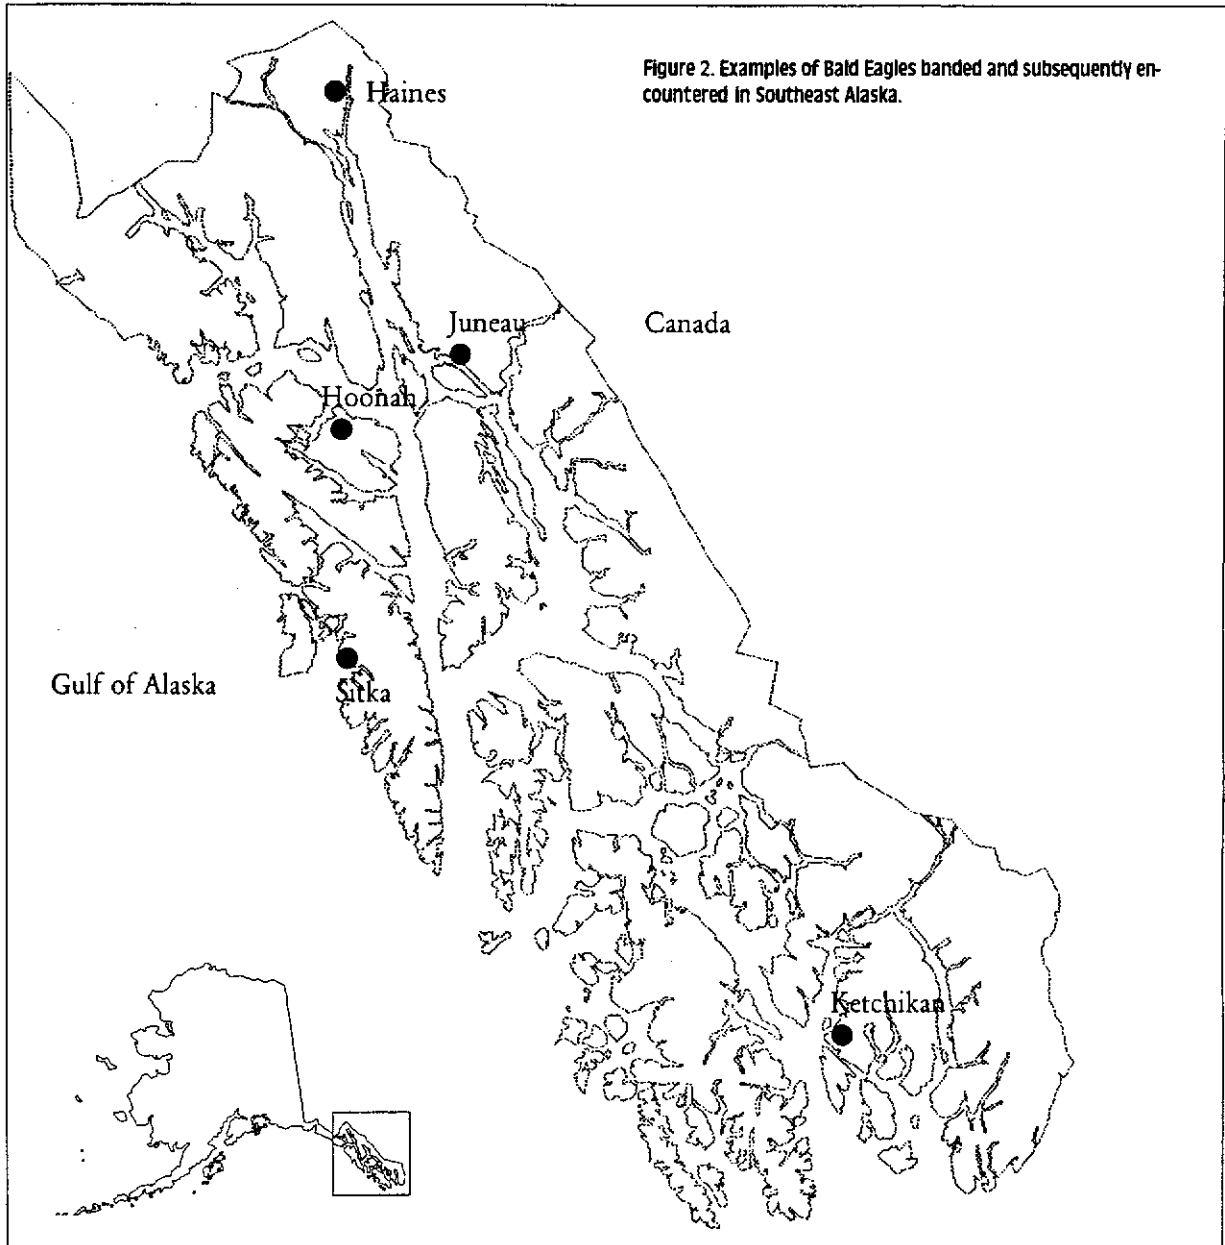 Figure 2. Examples of Bald Eagles banded and subsequently en-
countered in Southeast Alaska.
Haines
Juneau
Canada
Hoonah
Gulf of Alaska
Sitka
Ketchikan